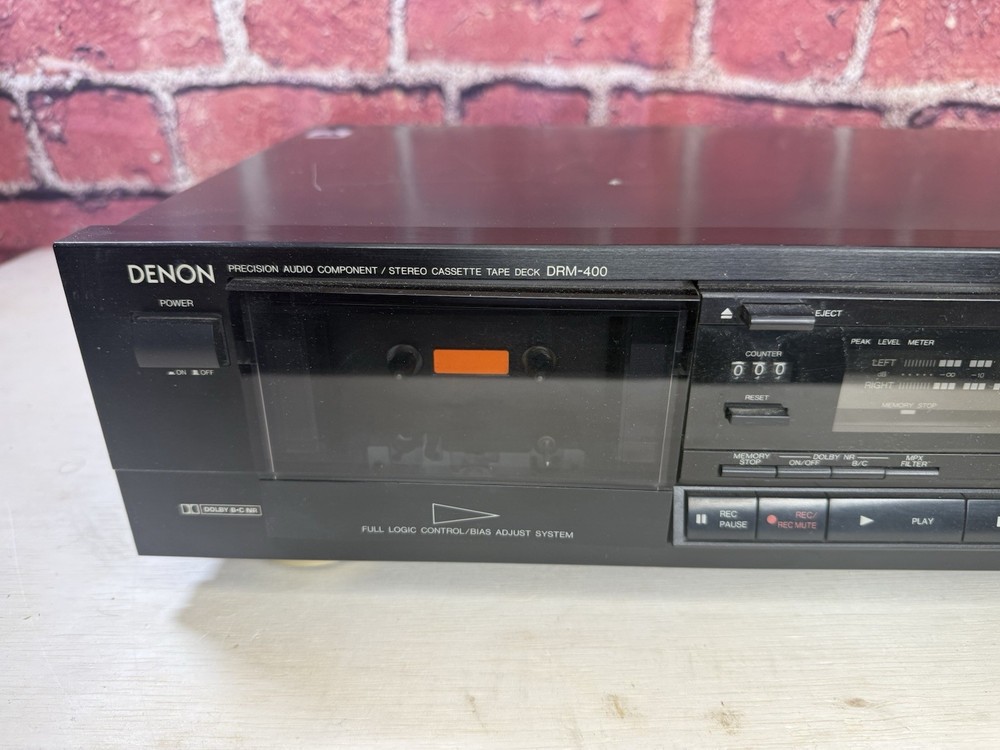 DENON PRECISION AUDIO COMPONENT / STEREO CASSETTE TAPE DECK DRM-400
POWER
ON OFF
EJECT
PEAK LEVEL METER
COUNTER
000
LEFT
dB -∞ -10
RIGHT
RESET
MEMORY STOP
MEMORY STOP
DOLBY NR
ON/OFF B/C
MPX FILTER
DOLBY B-C NR
REC PAUSE
REC/ REC MUTE
PLAY
FULL LOGIC CONTROL/BIAS ADJUST SYSTEM